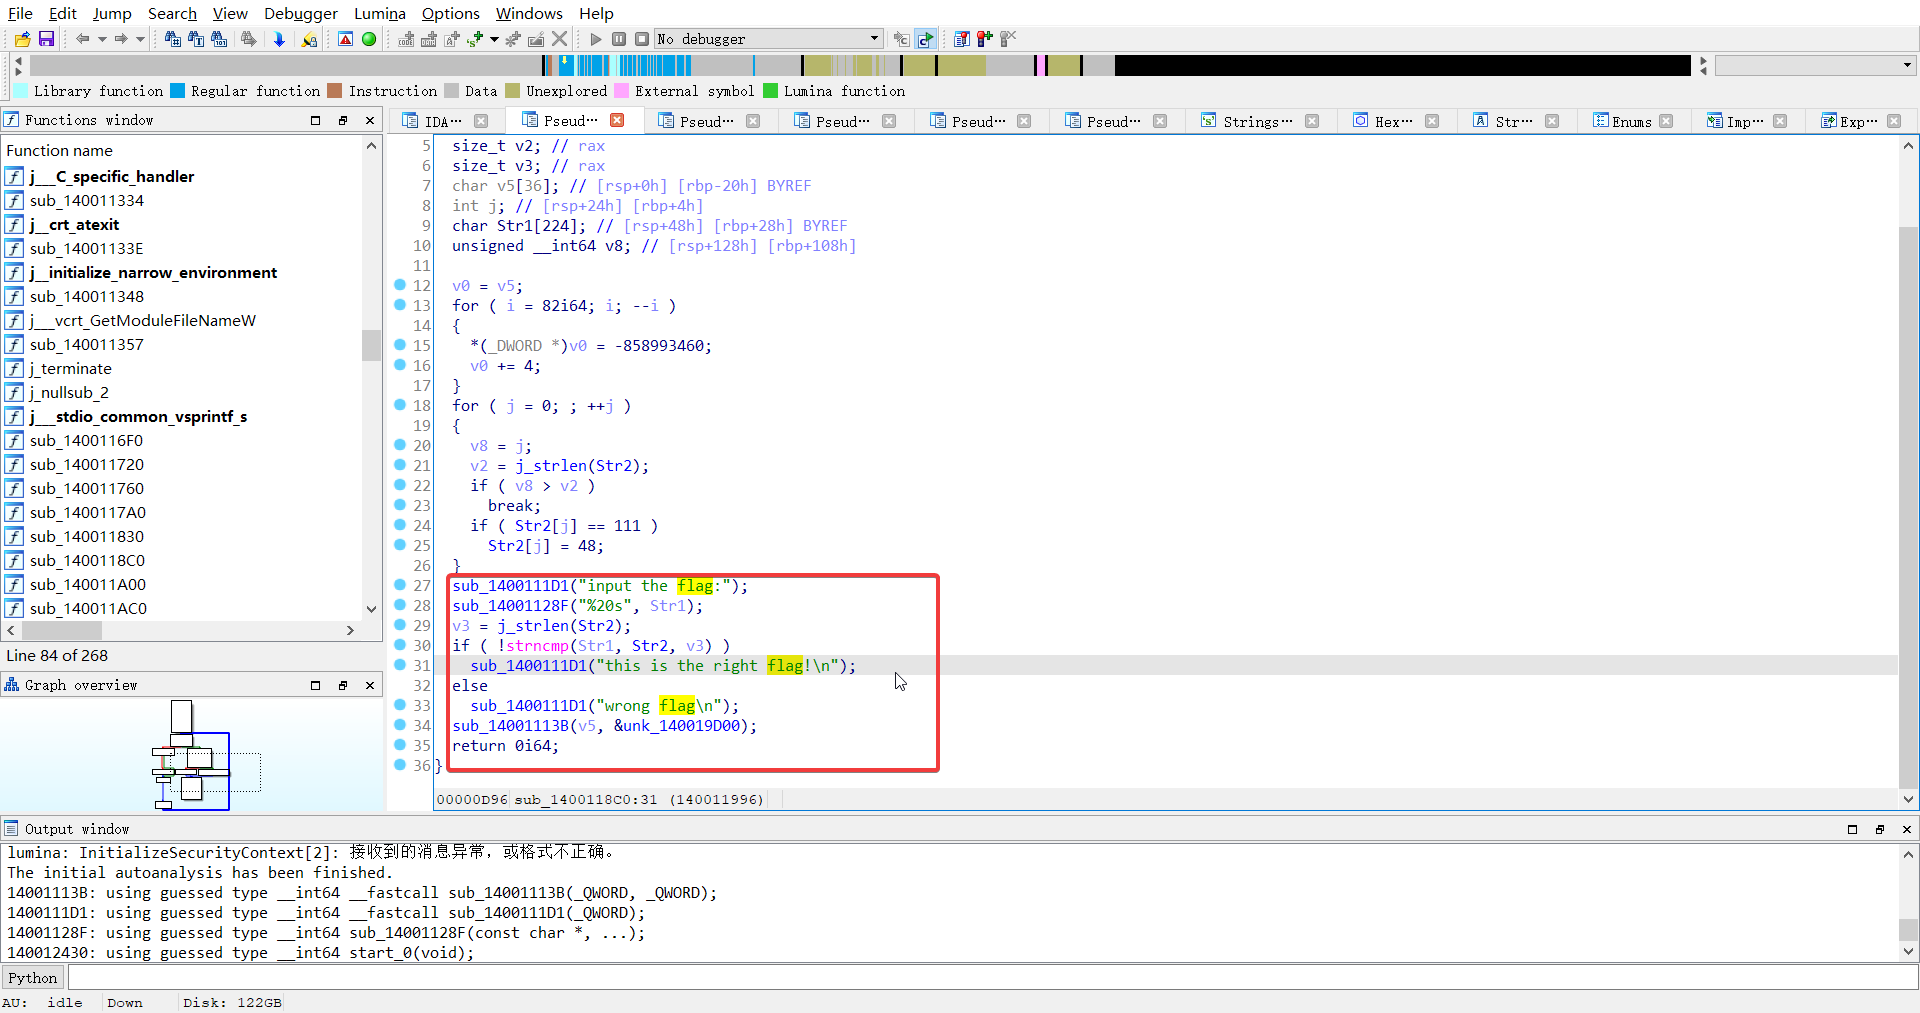 File Edit Jump Search View Debugger Lumina Options Windows Help
No debugger
Library function Regular function Instruction Data Unexplored External symbol Lumina function
Functions window
IDA··· Pseud··· Pseud··· Pseud··· Pseud··· Pseud··· Strings··· Hex··· Str··· Enums Imp··· Exp···
Function name
j___C_specific_handler
sub_140011334
j__crt_atexit
sub_14001133E
j__initialize_narrow_environment
sub_140011348
j___vcrt_GetModuleFileNameW
sub_140011357
j_terminate
j_nullsub_2
j___stdio_common_vsprintf_s
sub_1400116F0
sub_140011720
sub_140011760
sub_1400117A0
sub_140011830
sub_1400118C0
sub_140011A00
sub_140011AC0
Line 84 of 268
Graph overview
5 size_t v2; // rax
6 size_t v3; // rax
7 char v5[36]; // [rsp+0h] [rbp-20h] BYREF
8 int j; // [rsp+24h] [rbp+4h]
9 char Str1[224]; // [rsp+48h] [rbp+28h] BYREF
10 unsigned __int64 v8; // [rsp+128h] [rbp+108h]
11
12 v0 = v5;
13 for ( i = 82i64; i; --i )
14 {
15 *(_DWORD *)v0 = -858993460;
16 v0 += 4;
17 }
18 for ( j = 0; ; ++j )
19 {
20 v8 = j;
21 v2 = j_strlen(Str2);
22 if ( v8 > v2 )
23 break;
24 if ( Str2[j] == 111 )
25 Str2[j] = 48;
26 }
27 sub_1400111D1("input the flag:");
28 sub_14001128F("%20s", Str1);
29 v3 = j_strlen(Str2);
30 if ( !strncmp(Str1, Str2, v3) )
31 sub_1400111D1("this is the right flag!\n");
32 else
33 sub_1400111D1("wrong flag\n");
34 sub_14001113B(v5, &unk_140019D00);
35 return 0i64;
36 }
00000D96 sub_1400118C0:31 (140011996)
Output window
lumina: InitializeSecurityContext[2]: 接收到的消息异常，或格式不正确。
The initial autoanalysis has been finished.
14001113B: using guessed type __int64 __fastcall sub_14001113B(_QWORD, _QWORD);
1400111D1: using guessed type __int64 __fastcall sub_1400111D1(_QWORD);
14001128F: using guessed type __int64 sub_14001128F(const char *, ...);
140012430: using guessed type __int64 start_0(void);
Python
AU: idle Down Disk: 122GB